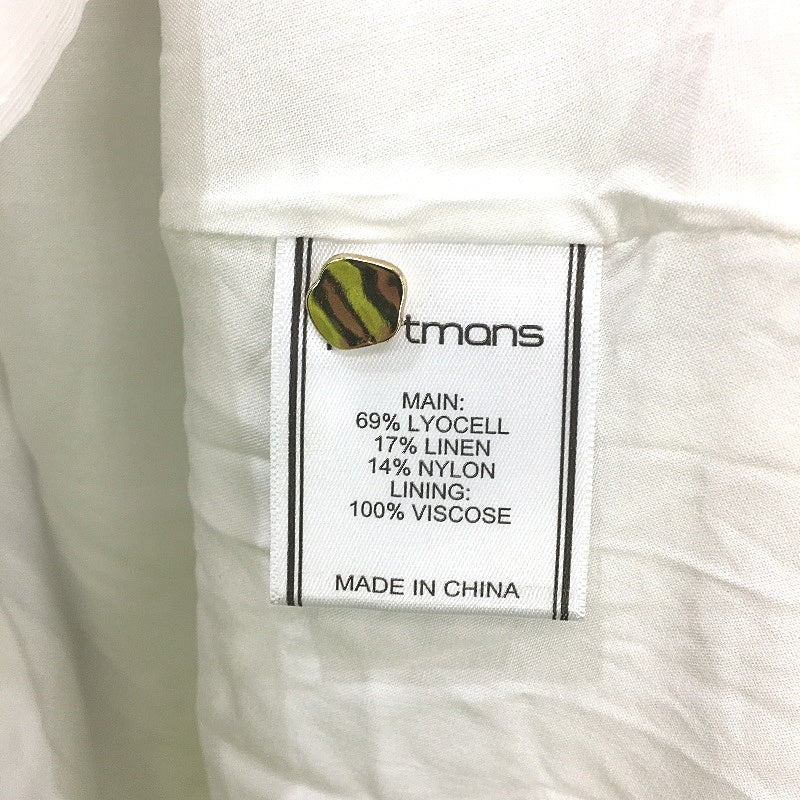 tmans
MAIN:
69% LYOCELL
17% LINEN
14% NYLON
LINING:
100% VISCOSE
MADE IN CHINA